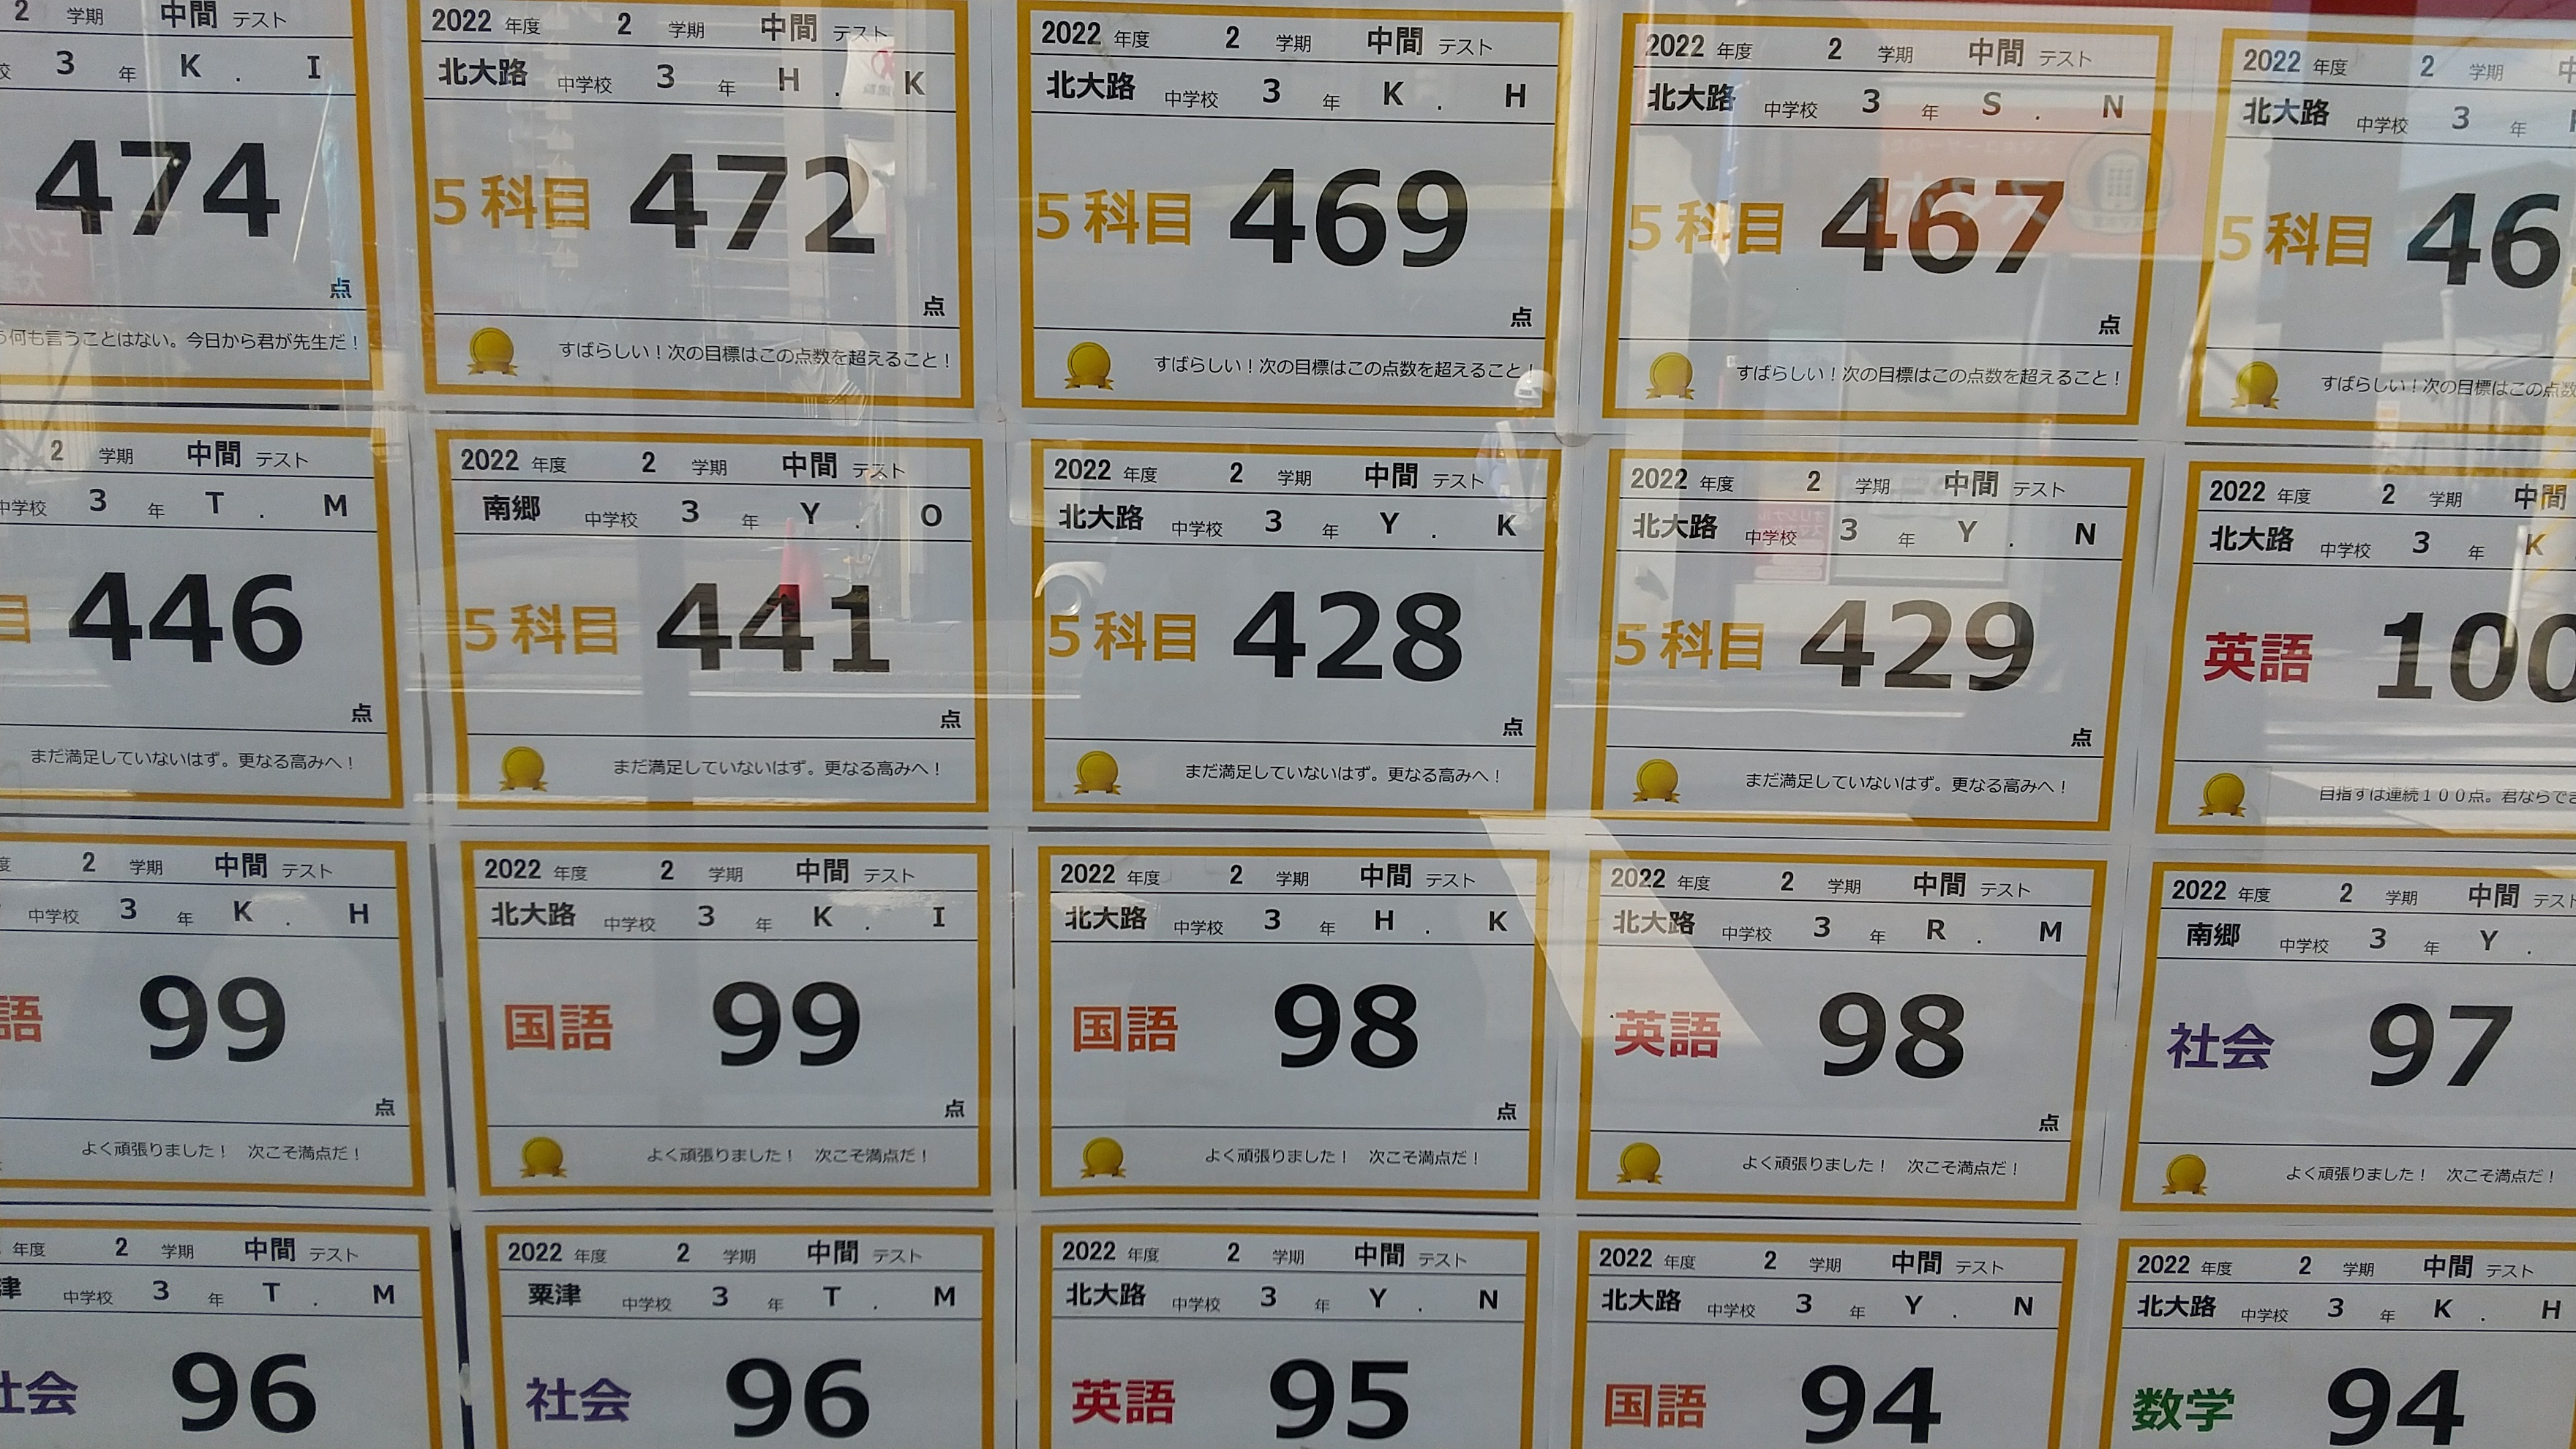 2 学期 中間 テスト
3 年 K . I
474
点
何も言うことはない。今日から君が先生だ！
2022 年度 2 学期 中間 テスト
北大路 中学校 3 年 H . K
5科目 472
点
すばらしい！次の目標はこの点数を超えること！
2022 年度 2 学期 中間 テスト
北大路 中学校 3 年 K . H
5科目 469
点
すばらしい！次の目標はこの点数を超えること！
2022 年度 2 学期 中間 テスト
北大路 中学校 3 年 S . N
5科目 467
点
すばらしい！次の目標はこの点数を超えること！
2022 年度 2 学期
北大路 中学校 3 年
5科目 46
すばらしい！次の目標はこの点数
2 学期 中間 テスト
中学校 3 年 T . M
目 446
点
まだ満足していないはず。更なる高みへ！
2022 年度 2 学期 中間 テスト
南郷 中学校 3 年 Y . O
5科目 441
点
まだ満足していないはず。更なる高みへ！
2022 年度 2 学期 中間 テスト
北大路 中学校 3 年 Y . K
5科目 428
点
まだ満足していないはず。更なる高みへ！
2022 年度 2 学期 中間 テスト
北大路 中学校 3 年 Y . N
5科目 429
点
まだ満足していないはず。更なる高みへ！
2022 年度 2 学期 中間
北大路 中学校 3 年 K
英語 100
目指すは連続１００点。君ならでき
2 学期 中間 テスト
中学校 3 年 K . H
語 99
点
よく頑張りました！ 次こそ満点だ！
2022 年度 2 学期 中間 テスト
北大路 中学校 3 年 K . I
国語 99
点
よく頑張りました！ 次こそ満点だ！
2022 年度 2 学期 中間 テスト
北大路 中学校 3 年 H . K
国語 98
点
よく頑張りました！ 次こそ満点だ！
2022 年度 2 学期 中間 テスト
北大路 中学校 3 年 R . M
英語 98
点
よく頑張りました！ 次こそ満点だ！
2022 年度 2 学期 中間 テスト
南郷 中学校 3 年 Y .
社会 97
よく頑張りました！ 次こそ満点だ！
年度 2 学期 中間 テスト
津 中学校 3 年 T . M
社会 96
2022 年度 2 学期 中間 テスト
粟津 中学校 3 年 T . M
社会 96
2022 年度 2 学期 中間 テスト
北大路 中学校 3 年 Y . N
英語 95
2022 年度 2 学期 中間 テスト
北大路 中学校 3 年 Y . N
国語 94
2022 年度 2 学期 中間 テスト
北大路 中学校 3 年 K . H
数学 94